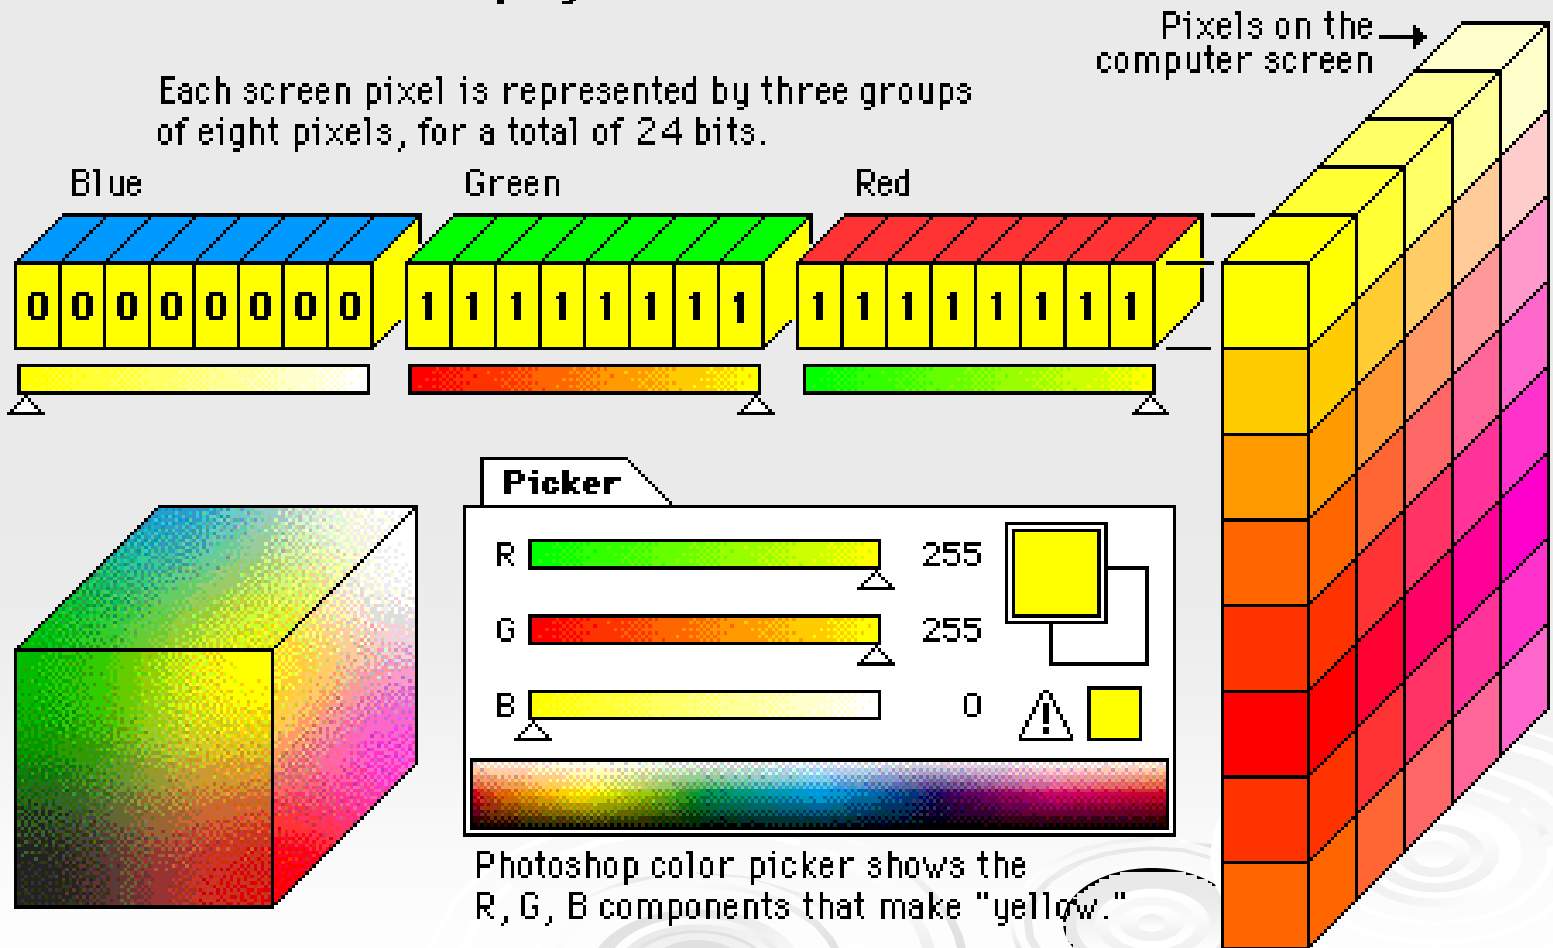 Pixels on the
computer screen
Each screen pixel is represented by three groups
of eight pixels, for a total of 24 bits.
Blue Green Red
0 0 0 0 0 0 0 0 1 1 1 1 1 1 1 1 1 1 1 1 1 1 1 1
Picker
R 255
G 255
B 0
Photoshop color picker shows the
R, G, B components that make "yellow."